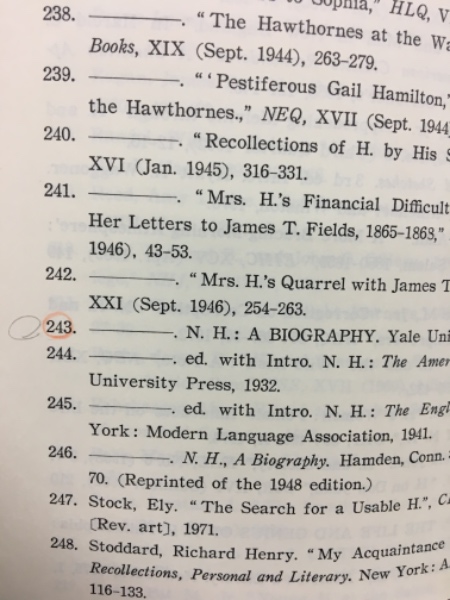 to Sophia," HLQ, V
238. ———. "The Hawthornes at the Wa
Books, XIX (Sept. 1944), 263-279.
239. ———. "'Pestiferous Gail Hamilton,'
the Hawthornes.," NEQ, XVII (Sept. 1944
240. ———. "Recollections of H. by His S
XVI (Jan. 1945), 316-331.
241. ———. "Mrs. H.'s Financial Difficult
Her Letters to James T. Fields, 1865-1868,"
1946), 43-53.
242. ———. "Mrs. H.'s Quarrel with James T
XXI (Sept. 1946), 254-263.
243. ———. N. H.: A BIOGRAPHY. Yale Uni
244. ———. ed. with Intro. N. H.: The Amer
University Press, 1932.
245. ———. ed. with Intro. N. H.: The Engl
York: Modern Language Association, 1941.
246. ———. N. H., A Biography. Hamden, Conn.:
70. (Reprinted of the 1948 edition.)
247. Stock, Ely. "The Search for a Usable H.", C
[Rev. art], 1971.
248. Stoddard, Richard Henry. "My Acquaintance
Recollections, Personal and Literary. New York: A.
116-133.